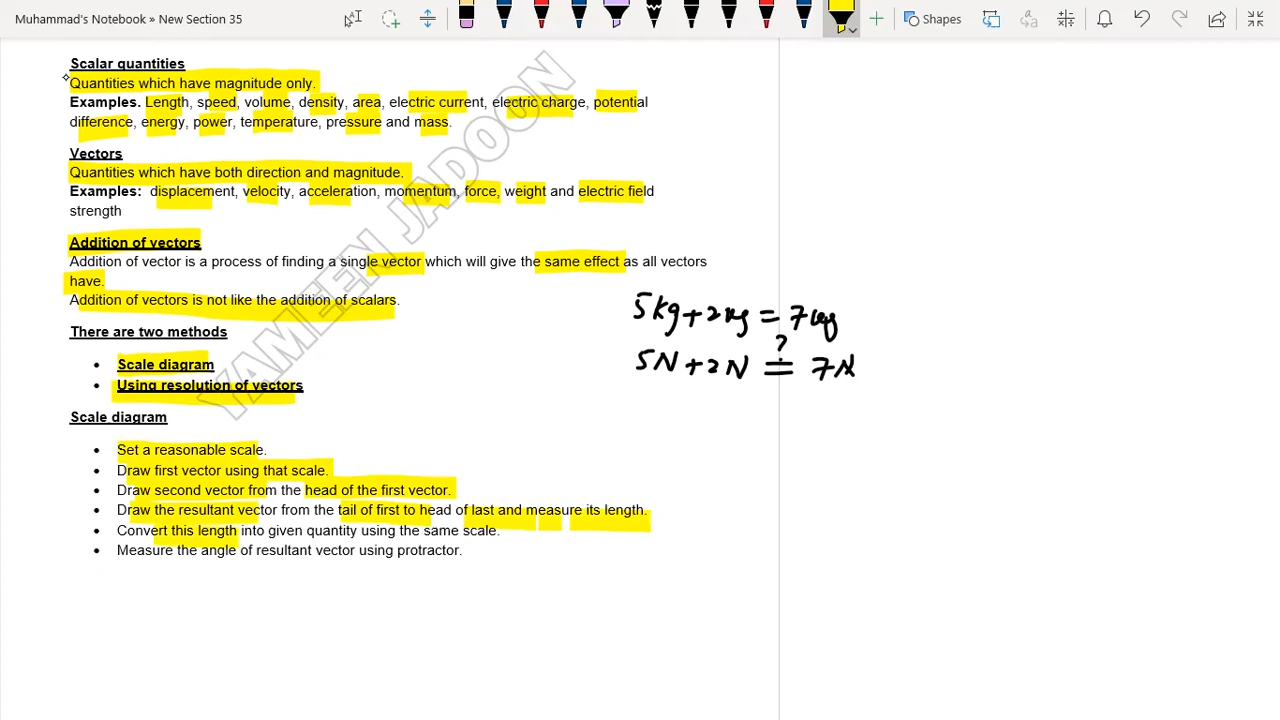 Muhammad's Notebook » New Section 35
Shapes
Scalar quantities
Quantities which have magnitude only.
Examples. Length, speed, volume, density, area, electric current, electric charge, potential
difference, energy, power, temperature, pressure and mass.
Vectors
Quantities which have both direction and magnitude.
Examples: displacement, velocity, acceleration, momentum, force, weight and electric field
strength
Addition of vectors
Addition of vector is a process of finding a single vector which will give the same effect as all vectors
have.
Addition of vectors is not like the addition of scalars.
5kg+2kg = 7kg
?
5N+2N = 7N
There are two methods
• Scale diagram
• Using resolution of vectors
Scale diagram
• Set a reasonable scale.
• Draw first vector using that scale.
• Draw second vector from the head of the first vector.
• Draw the resultant vector from the tail of first to head of last and measure its length.
• Convert this length into given quantity using the same scale.
• Measure the angle of resultant vector using protractor.
YAMEEN JADOON